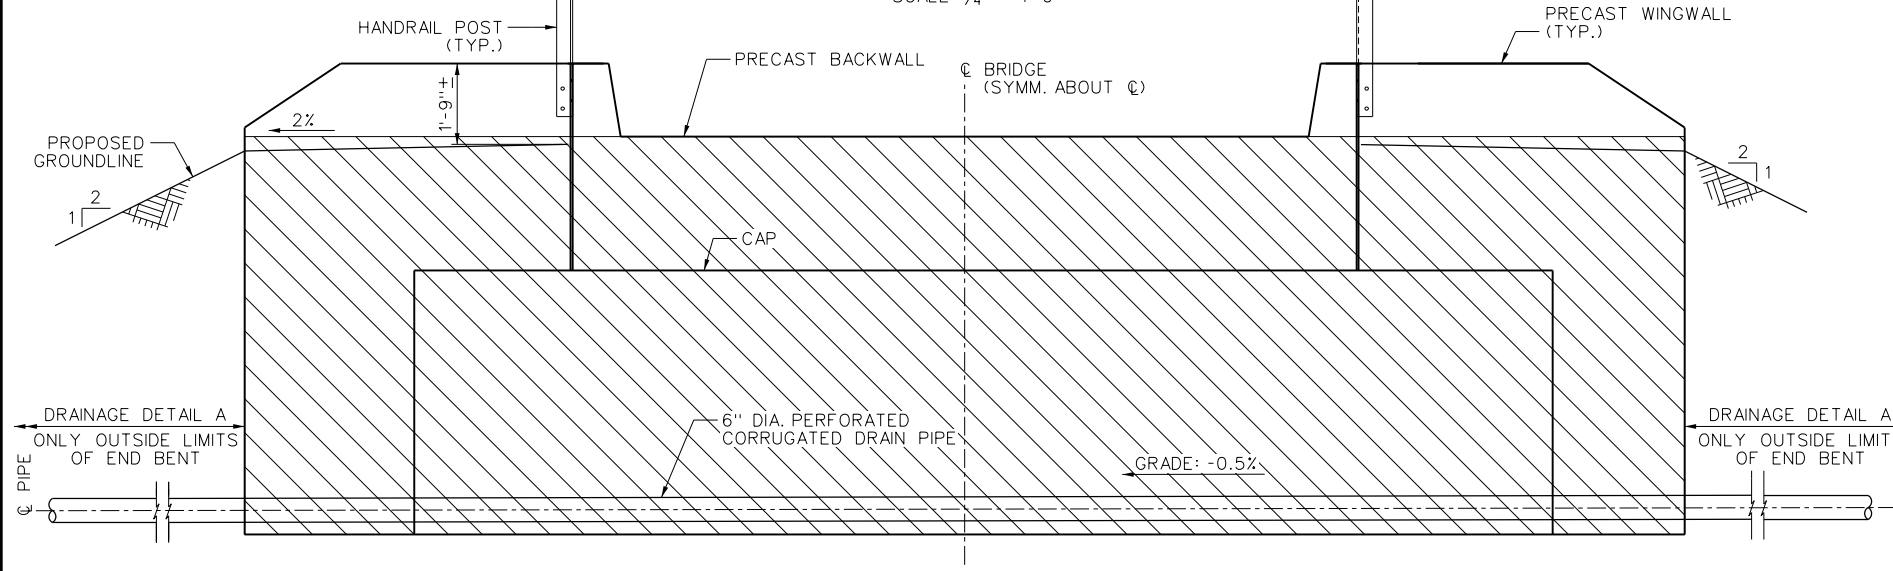 HANDRAIL POST
(TYP.)
PRECAST BACKWALL
℄ BRIDGE
(SYMM. ABOUT ℄)
PRECAST WINGWALL
(TYP.)
1'-9"±
2%
PROPOSED
GROUNDLINE
2
1
2
1
CAP
DRAINAGE DETAIL A
ONLY OUTSIDE LIMITS
OF END BENT
6" DIA. PERFORATED
CORRUGATED DRAIN PIPE
GRADE: -0.5%
DRAINAGE DETAIL A
ONLY OUTSIDE LIMIT
OF END BENT
℄ PIPE